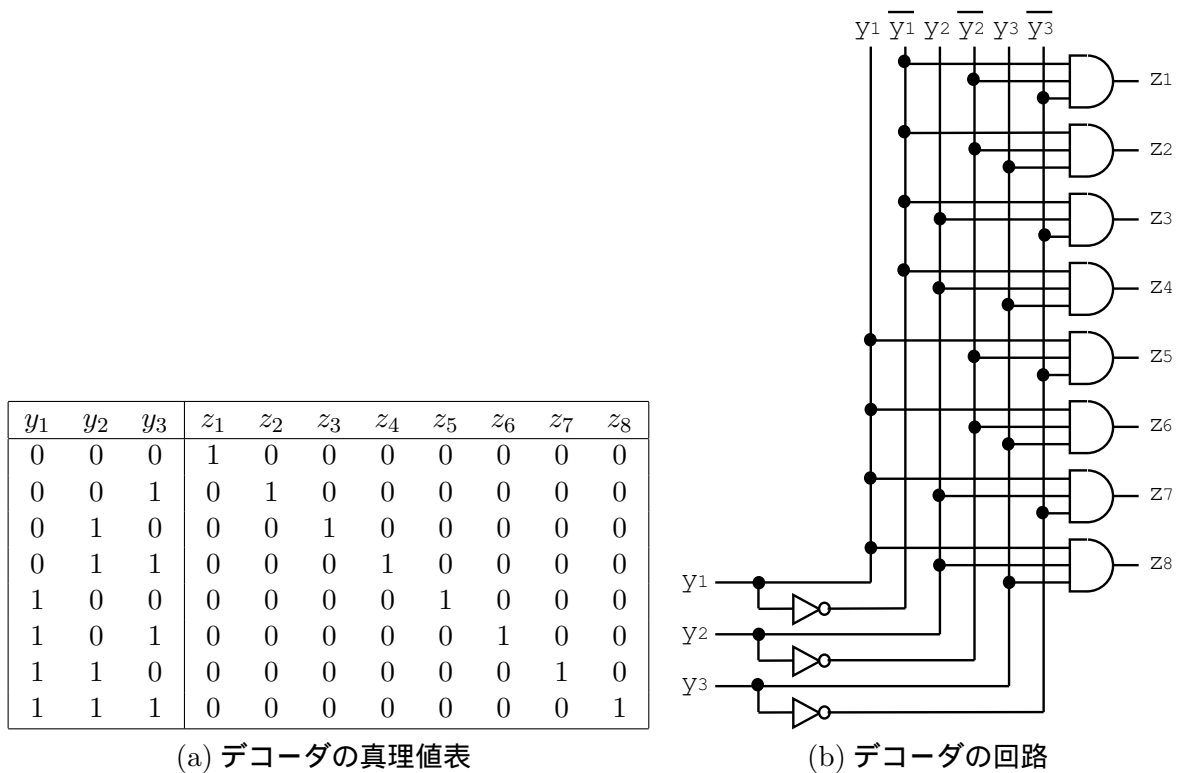 y₁ y₂ y₃ z₁ z₂ z₃ z₄ z₅ z₆ z₇ z₈
0 0 0 1 0 0 0 0 0 0 0
0 0 1 0 1 0 0 0 0 0 0
0 1 0 0 0 1 0 0 0 0 0
0 1 1 0 0 0 1 0 0 0 0
1 0 0 0 0 0 0 1 0 0 0
1 0 1 0 0 0 0 0 1 0 0
1 1 0 0 0 0 0 0 0 1 0
1 1 1 0 0 0 0 0 0 0 1
(a) デコーダの真理値表
y1 y̅1̅ y2 y̅2̅ y3 y̅3̅
z1
z2
z3
z4
z5
z6
z7
z8
y1
y2
y3
(b) デコーダの回路